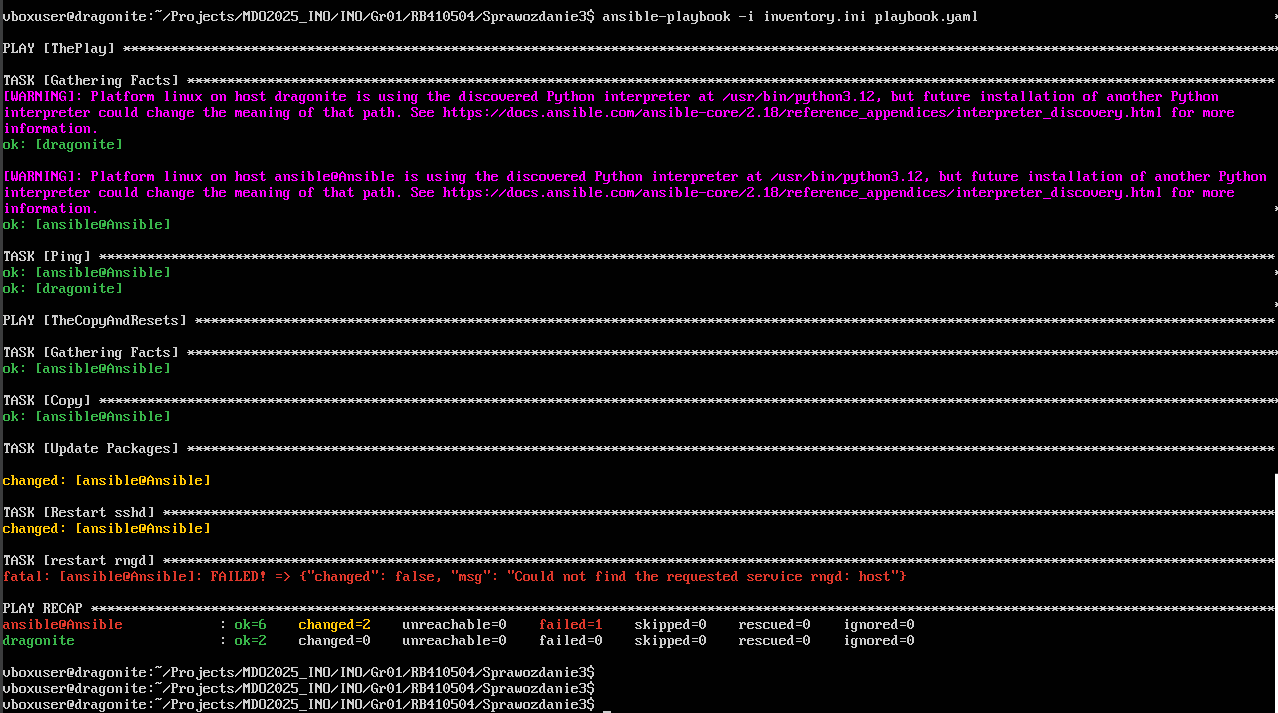 vboxuser@dragonite:~/Projects/MDO2025_INO/INO/Gr01/RB410504/Sprawozdanie3$ ansible-playbook -i inventory.ini playbook.yaml
PLAY [ThePlay] ************************************************************************************************************************************************
TASK [Gathering Facts] ****************************************************************************************************************************************
[WARNING]: Platform linux on host dragonite is using the discovered Python interpreter at /usr/bin/python3.12, but future installation of another Python
interpreter could change the meaning of that path. See https://docs.ansible.com/ansible-core/2.18/reference_appendices/interpreter_discovery.html for more
information.
ok: [dragonite]
[WARNING]: Platform linux on host ansible@Ansible is using the discovered Python interpreter at /usr/bin/python3.12, but future installation of another Python
interpreter could change the meaning of that path. See https://docs.ansible.com/ansible-core/2.18/reference_appendices/interpreter_discovery.html for more
information.
ok: [ansible@Ansible]
TASK [Ping] ***************************************************************************************************************************************************
ok: [ansible@Ansible]
ok: [dragonite]
PLAY [TheCopyAndResets] ***************************************************************************************************************************************
TASK [Gathering Facts] ****************************************************************************************************************************************
ok: [ansible@Ansible]
TASK [Copy] ***************************************************************************************************************************************************
ok: [ansible@Ansible]
TASK [Update Packages] ****************************************************************************************************************************************
changed: [ansible@Ansible]
TASK [Restart sshd] *******************************************************************************************************************************************
changed: [ansible@Ansible]
TASK [restart rngd] *******************************************************************************************************************************************
fatal: [ansible@Ansible]: FAILED! => {"changed": false, "msg": "Could not find the requested service rngd: host"}
PLAY RECAP ****************************************************************************************************************************************************
ansible@Ansible : ok=6 changed=2 unreachable=0 failed=1 skipped=0 rescued=0 ignored=0
dragonite : ok=2 changed=0 unreachable=0 failed=0 skipped=0 rescued=0 ignored=0
vboxuser@dragonite:~/Projects/MDO2025_INO/INO/Gr01/RB410504/Sprawozdanie3$
vboxuser@dragonite:~/Projects/MDO2025_INO/INO/Gr01/RB410504/Sprawozdanie3$
vboxuser@dragonite:~/Projects/MDO2025_INO/INO/Gr01/RB410504/Sprawozdanie3$ _